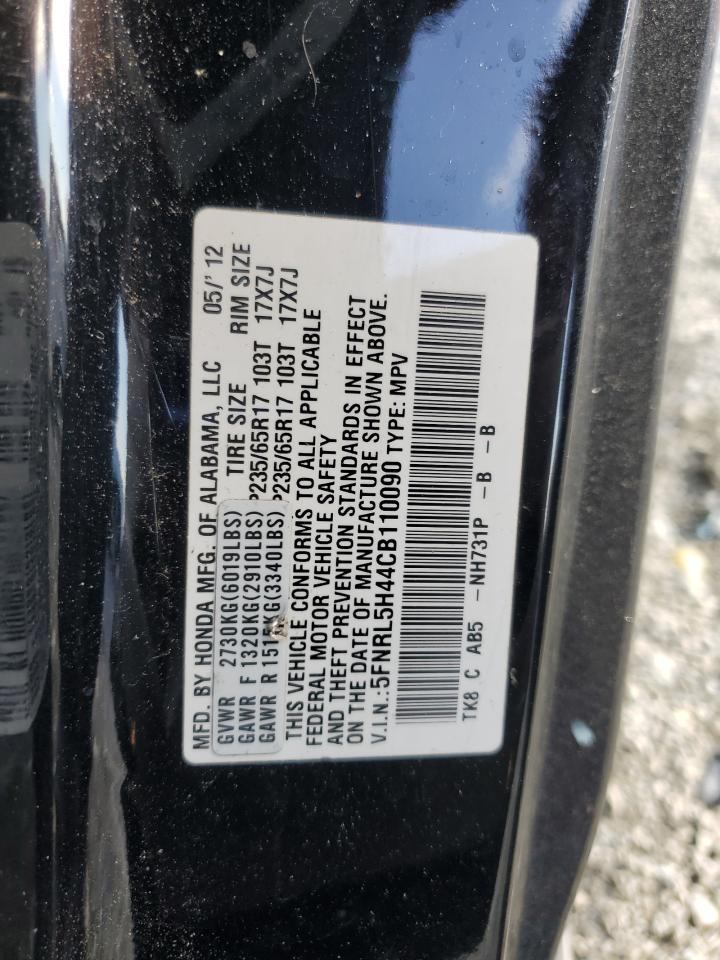 MFD. BY HONDA MFG. OF ALABAMA, LLC 05/' 12
GVWR 2730KG(6019LBS) TIRE SIZE RIM SIZE
GAWR F 1320KG(2910LBS) P235/65R17 103T 17X7J
GAWR R 1515KG(3340LBS) P235/65R17 103T 17X7J
THIS VEHICLE CONFORMS TO ALL APPLICABLE
FEDERAL MOTOR VEHICLE SAFETY
AND THEFT PREVENTION STANDARDS IN EFFECT
ON THE DATE OF MANUFACTURE SHOWN ABOVE.
V.I.N.:5FNRL5H44CB110090 TYPE: MPV
TK8 C AB5 -NH731P -B -B